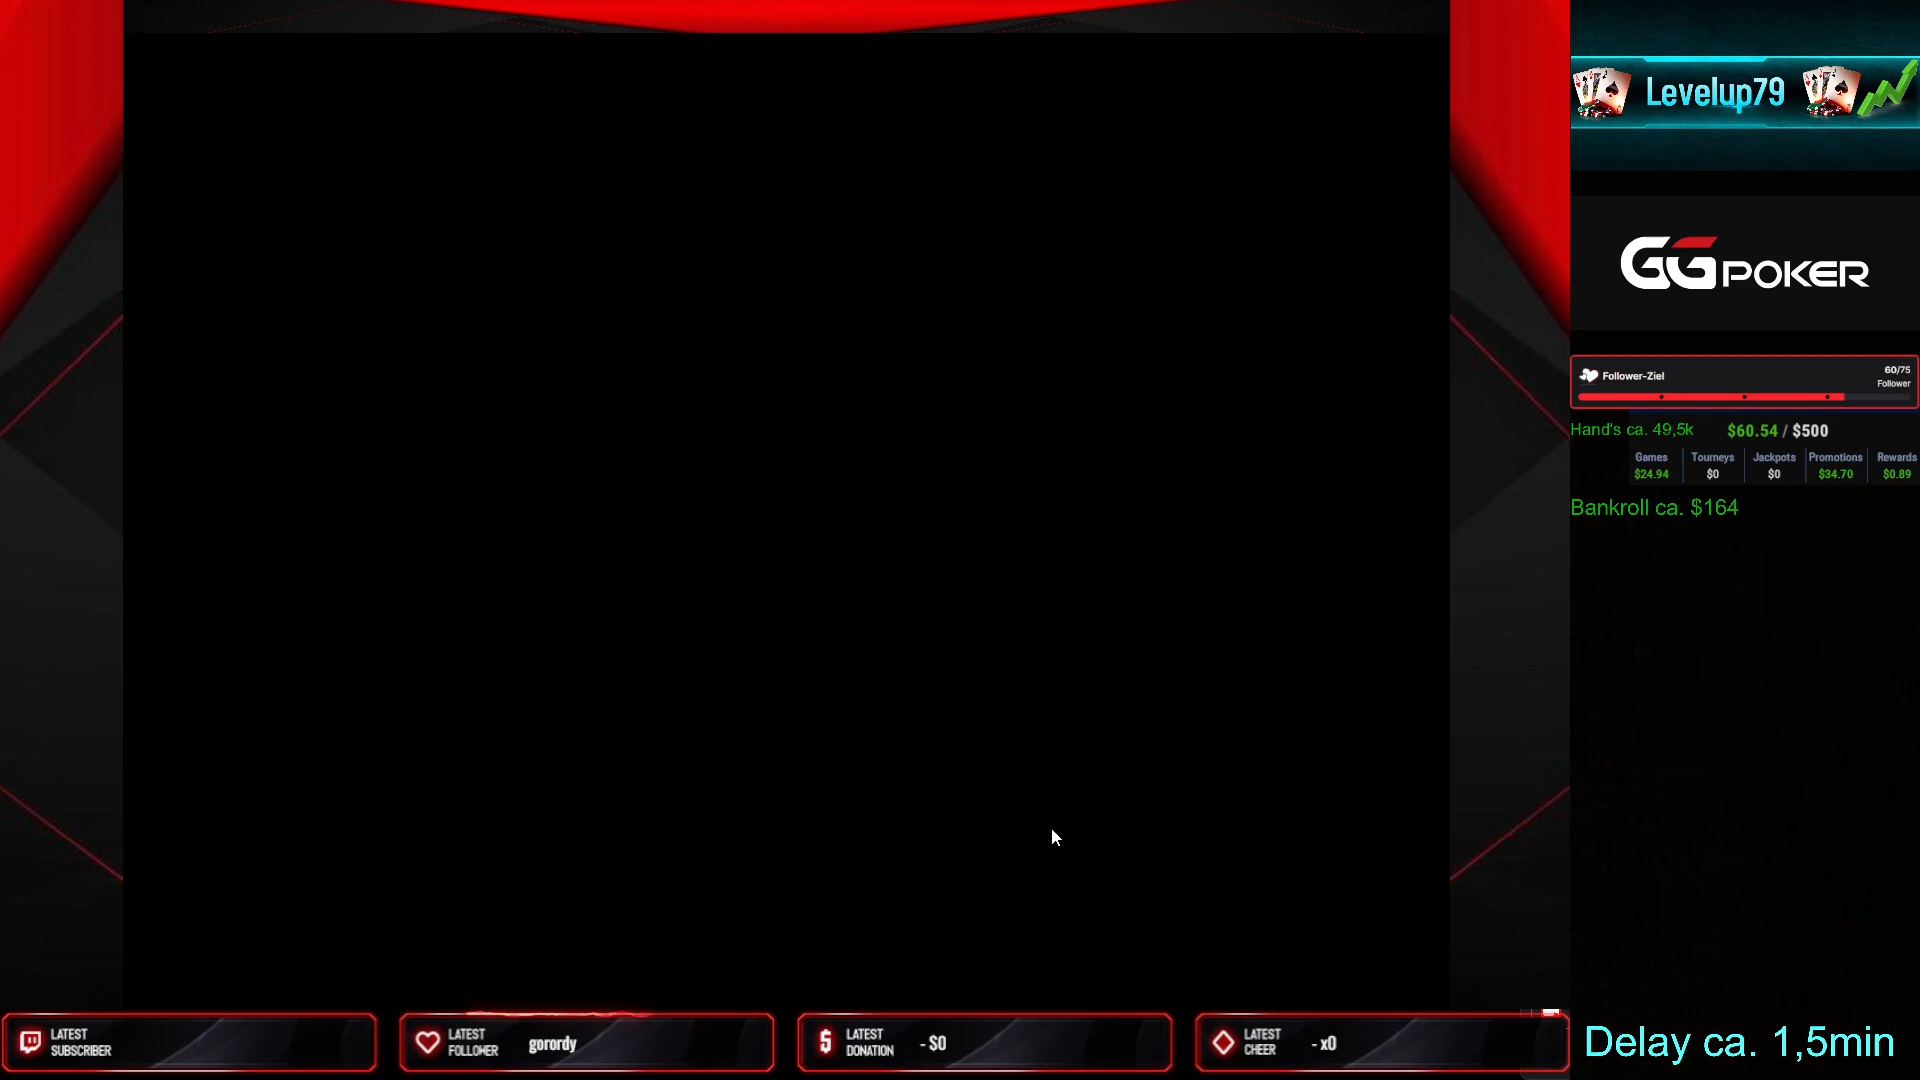 Levelup79
GGPOKER
Follower-Ziel
60/75
Follower
Hand's ca. 49,5k
$60.54 / $500
Games Tourneys Jackpots Promotions Rewards
$24.94 $0 $0 $34.70 $0.89
Bankroll ca. $164
LATEST
SUBSCRIBER
LATEST
FOLLOWER
gorordy
LATEST
DONATION
- $0
LATEST
CHEER
- x0
Delay ca. 1,5min